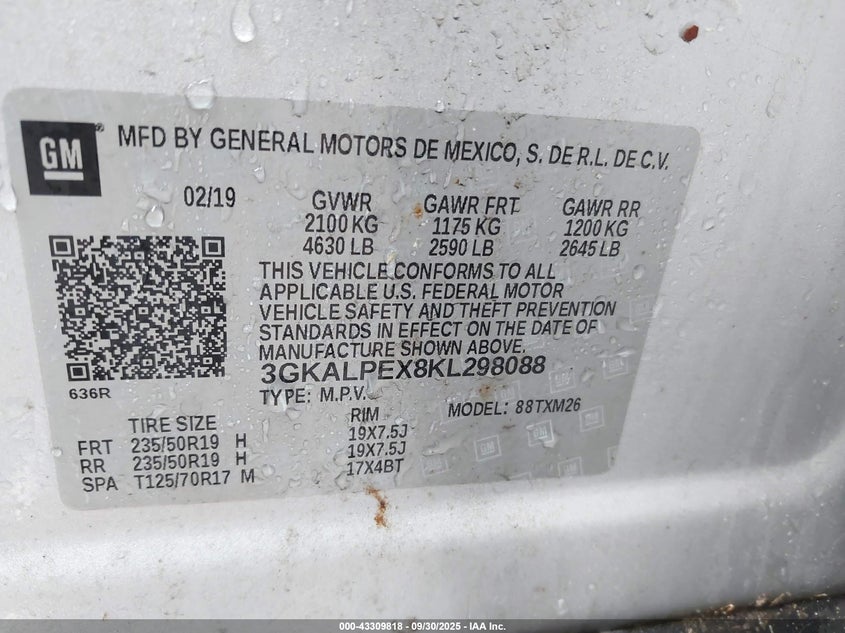 GM® MFD BY GENERAL MOTORS DE MEXICO, S. DE R.L. DE C.V.
02/19 GVWR GAWR FRT GAWR RR
2100 KG 1175 KG 1200 KG
4630 LB 2590 LB 2645 LB
THIS VEHICLE CONFORMS TO ALL
APPLICABLE U.S. FEDERAL MOTOR
VEHICLE SAFETY AND THEFT PREVENTION
STANDARDS IN EFFECT ON THE DATE OF
MANUFACTURE SHOWN ABOVE.
3GKALPEX8KL298088
636R
TYPE: M.P.V. MODEL: 88TXM26
TIRE SIZE RIM
FRT 235/50R19 H 19X7.5J
RR 235/50R19 H 19X7.5J
SPA T125/70R17 M 17X4BT
000-43309818 - 09/30/2025 - IAA Inc.